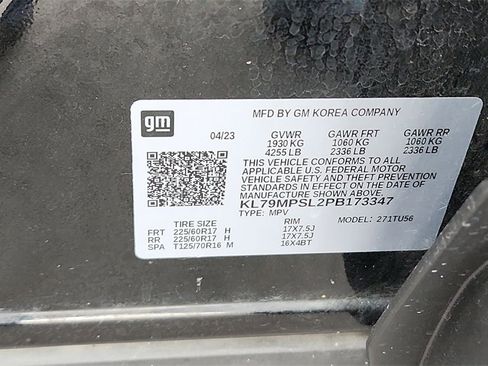 gm
MFD BY GM KOREA COMPANY
04/23 GVWR GAWR FRT GAWR RR
1930 KG 1060 KG 1060 KG
4255 LB 2336 LB 2336 LB
THIS VEHICLE CONFORMS TO ALL
APPLICABLE U.S. FEDERAL MOTOR
VEHICLE SAFETY AND THEFT PREVENTION
STANDARDS IN EFFECT ON THE DATE OF
MANUFACTURE SHOWN ABOVE.
KL79MPSL2PB173347
TYPE: MPV MODEL: 271TU56
TIRE SIZE RIM
FRT 225/60R17 H 17X7.5J
RR 225/60R17 H 17X7.5J
SPA T125/70R16 M 16X4BT